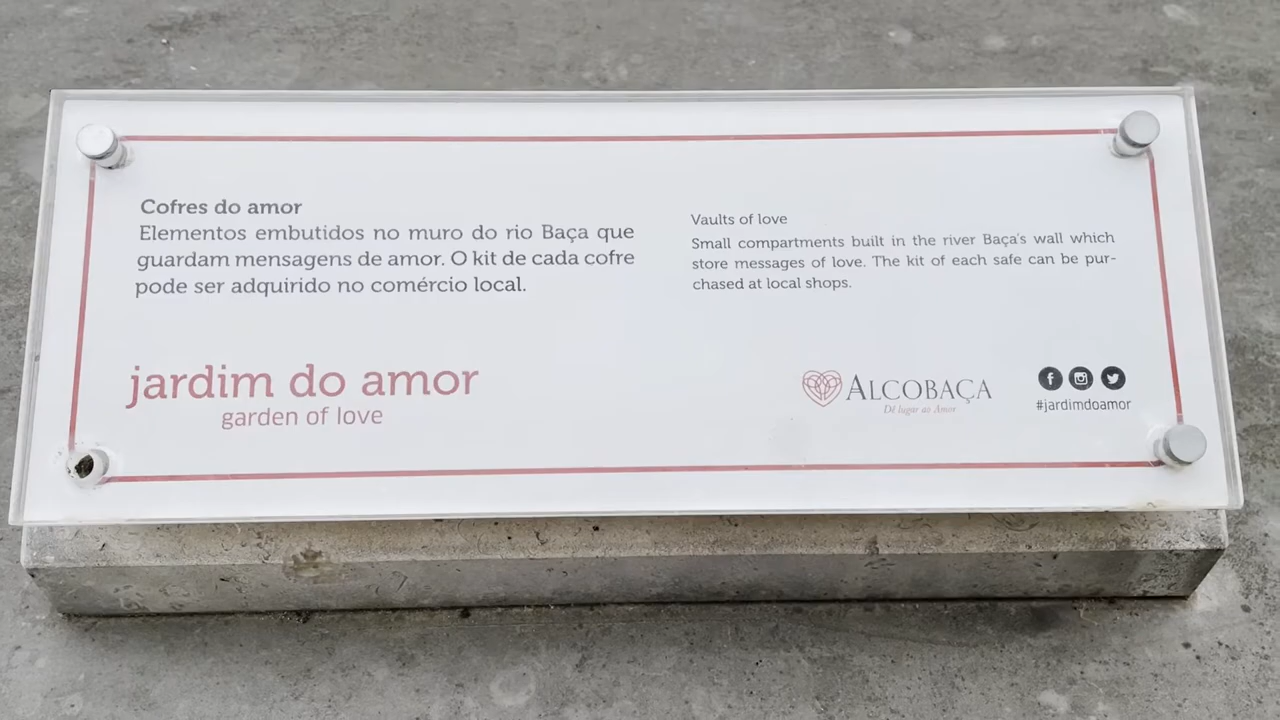 Cofres do amor
Elementos embutidos no muro do rio Baça que
guardam mensagens de amor. O kit de cada cofre
pode ser adquirido no comércio local.
Vaults of love
Small compartments built in the river Baça's wall which
store messages of love. The kit of each safe can be pur-
chased at local shops.
jardim do amor
garden of love
ALCOBAÇA
Dê lugar ao Amor
#jardimdoamor